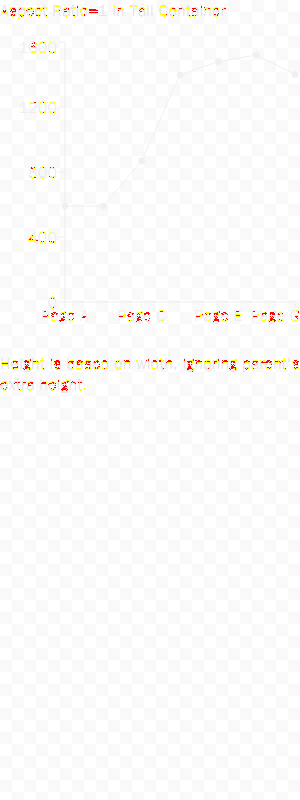 Aspect Ratio=1 in Tall Container
1600
1200
800
400
0
Page A Page C Page E Page G
Height is based on width, ignoring parent's
extra height.